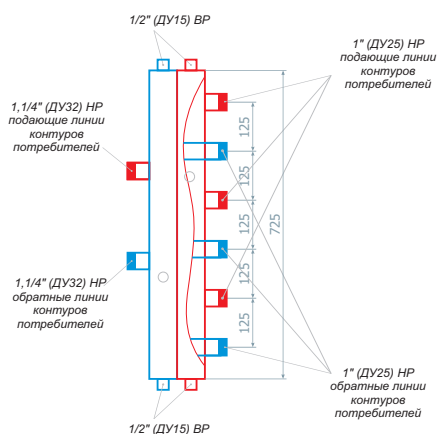 1/2" (ДУ15) ВР
1" (ДУ25) НР
подающие линии
контуров
потребителей
1,1/4" (ДУ32) НР
подающие линии
контуров
потребителей
125
125
125
725
125
125
1,1/4" (ДУ32) НР
обратные линии
контуров
потребителей
1" (ДУ25) НР
обратные линии
контуров
потребителей
1/2" (ДУ15) ВР